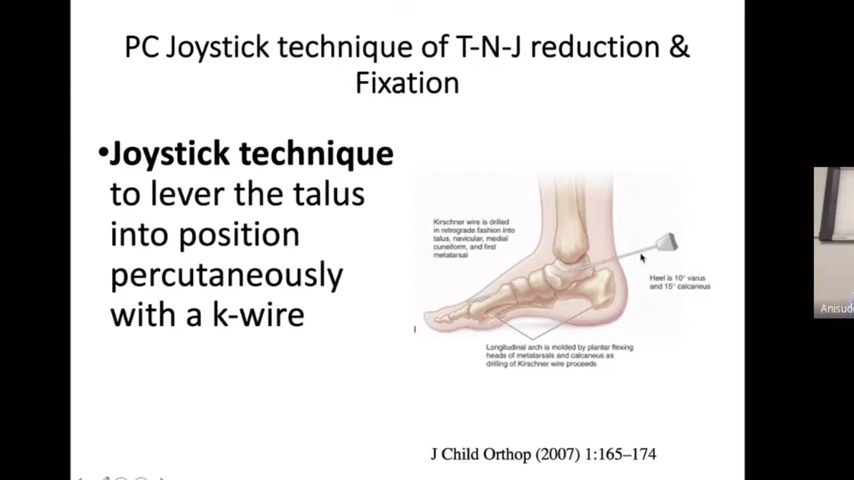 PC Joystick technique of T-N-J reduction &
Fixation
•Joystick technique
to lever the talus
into position
percutaneously
with a k-wire
Kirschner wire is drilled
in retrograde fashion into
talus, navicular, medial
cuneiform, and first
metatarsal
Heel is 10° varus
and 15° calcaneus
Longitudinal arch is molded by plantar flexing
heads of metatarsals and calcaneus as
drilling of Kirschner wire proceeds
J Child Orthop (2007) 1:165–174